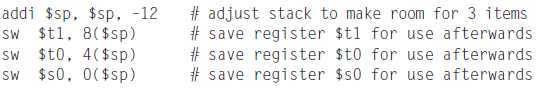 addi $sp, $sp, -12 # adjust stack to make room for 3 items
sw $t1, 8($sp) # save register $t1 for use afterwards
sw $t0, 4($sp) # save register $t0 for use afterwards
sw $s0, 0($sp) # save register $s0 for use afterwards